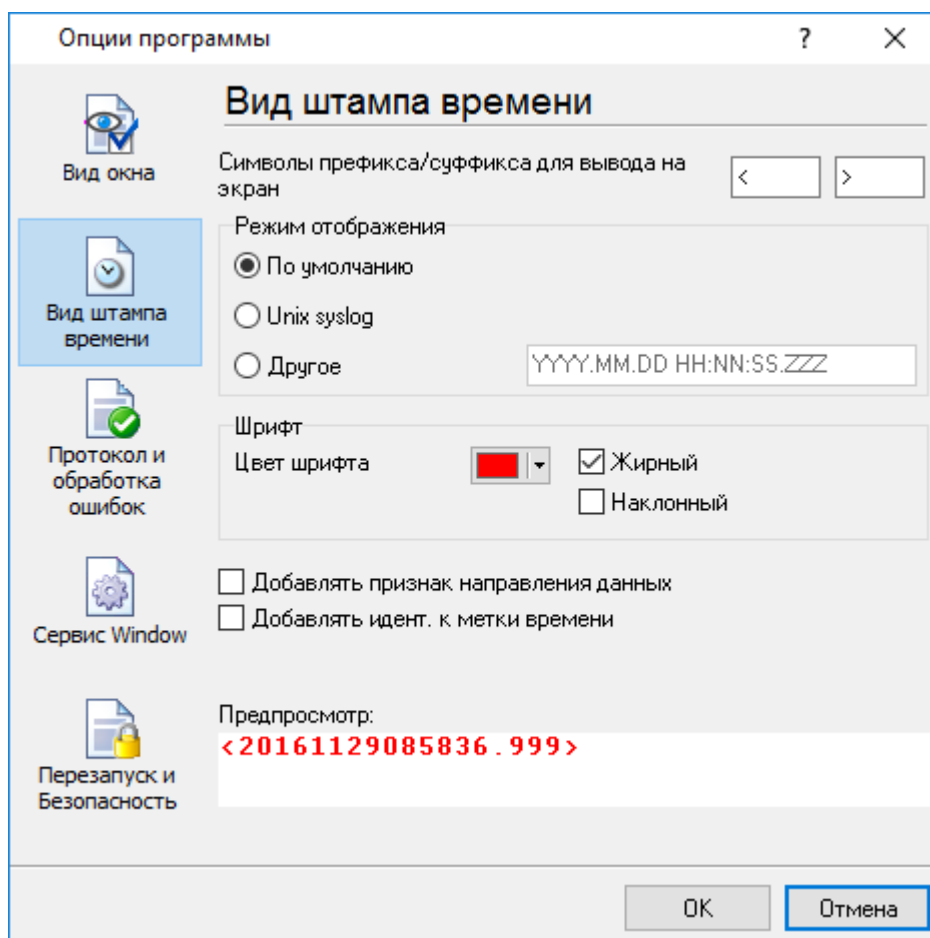 Опции программы
?
Вид окна
Вид штампа
времени
Протокол и
обработка
ошибок
Сервис Window
Перезапуск и
Безопасность
Вид штампа времени
Символы префикса/суффикса для вывода на
экран
< >
Режим отображения
По умолчанию
Unix syslog
Другое YYYY.MM.DD HH:NN:SS.ZZZ
Шрифт
Цвет шрифта Жирный
Наклонный
Добавлять признак направления данных
Добавлять идент. к метки времени
Предпросмотр:
<20161129085836.999>
OK Отмена